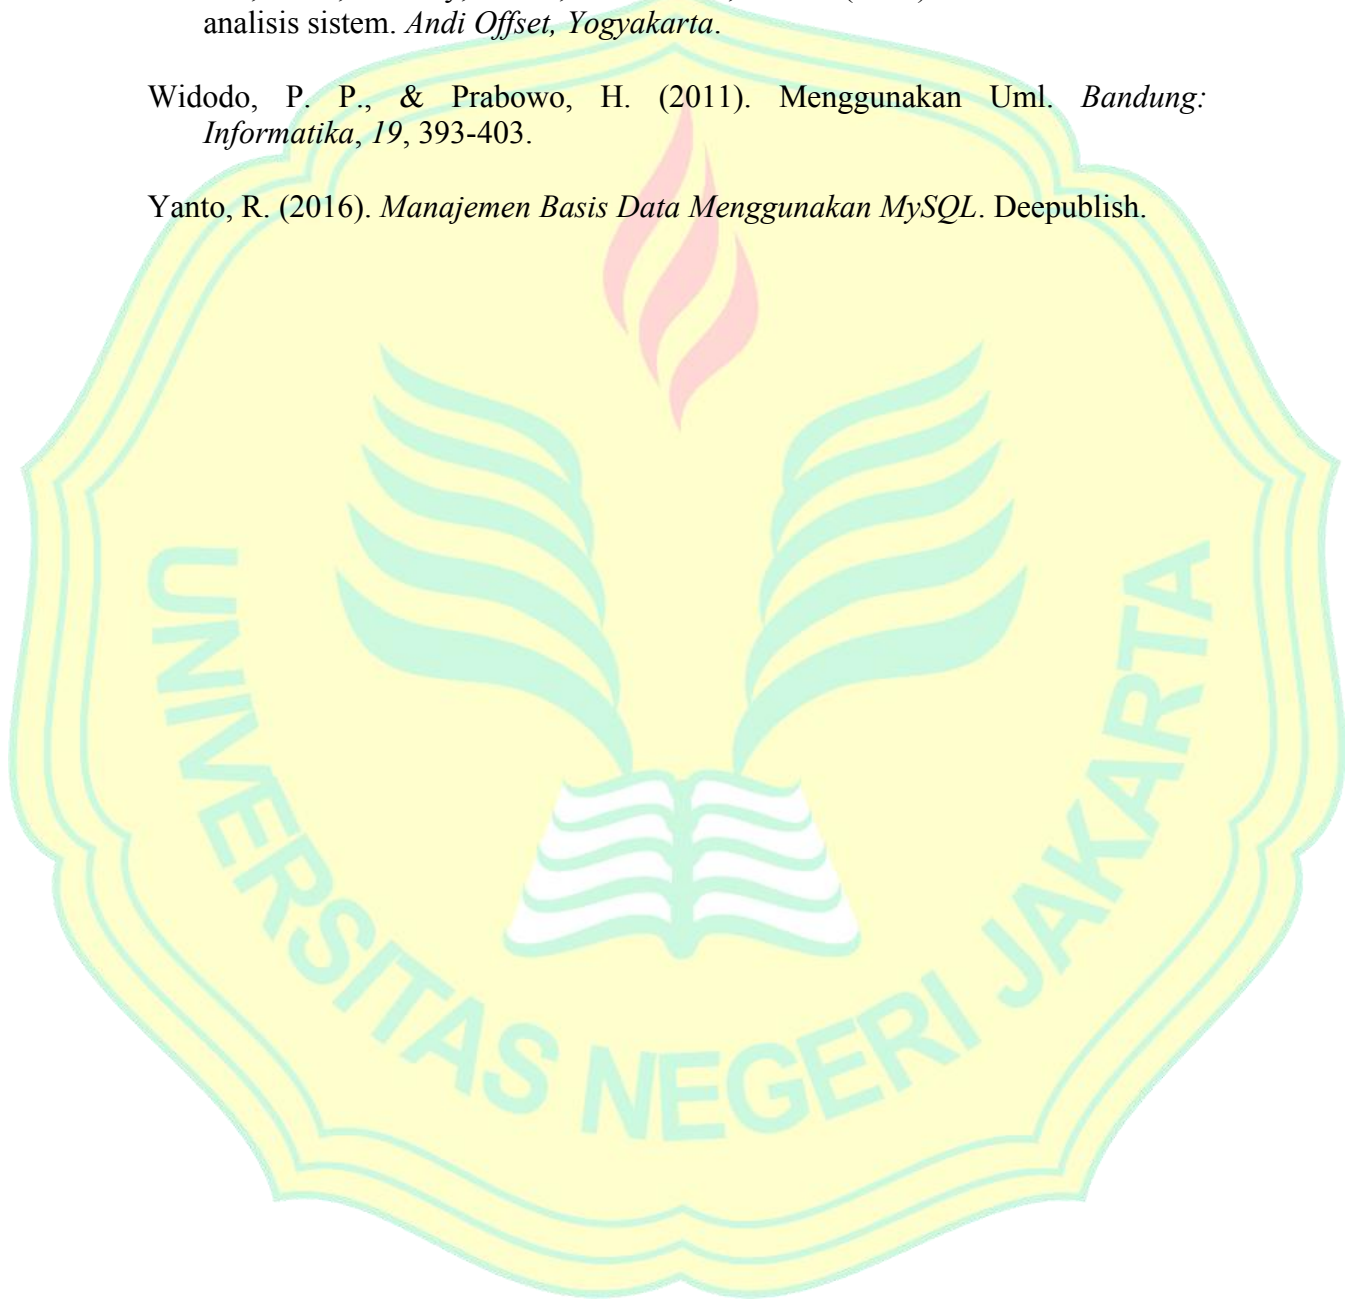 analisis sistem. Andi Offset, Yogyakarta.
Widodo, P. P., & Prabowo, H. (2011). Menggunakan Uml. Bandung:
Informatika, 19, 393-403.
Yanto, R. (2016). Manajemen Basis Data Menggunakan MySQL. Deepublish.
UNIVERSITAS NEGERI JAKARTA